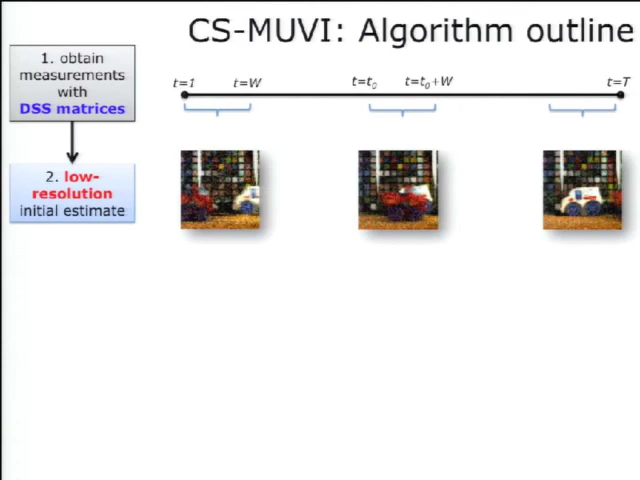 CS-MUVI: Algorithm outline
1. obtain
measurements
with
DSS matrices
t=1
t=W
t=t₀
t=t₀+W
t=T
2. low-
resolution
initial estimate